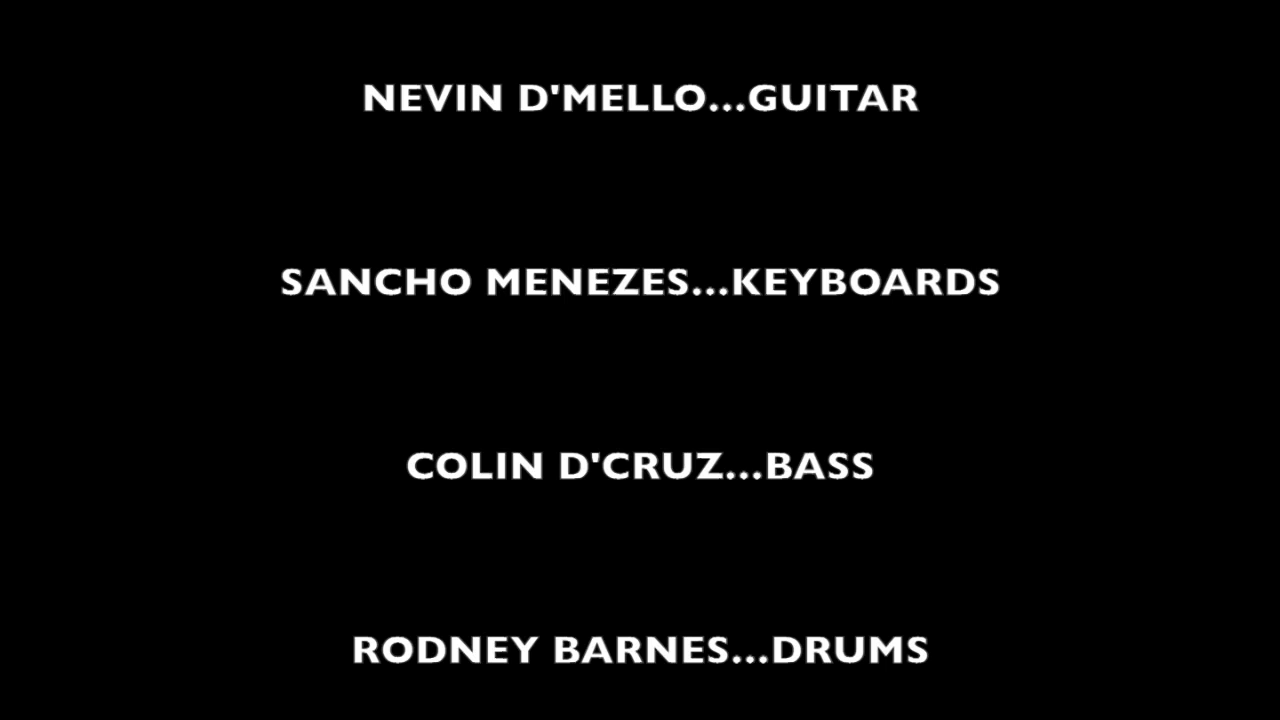 NEVIN D'MELLO...GUITAR
SANCHO MENEZES...KEYBOARDS
COLIN D'CRUZ...BASS
RODNEY BARNES...DRUMS